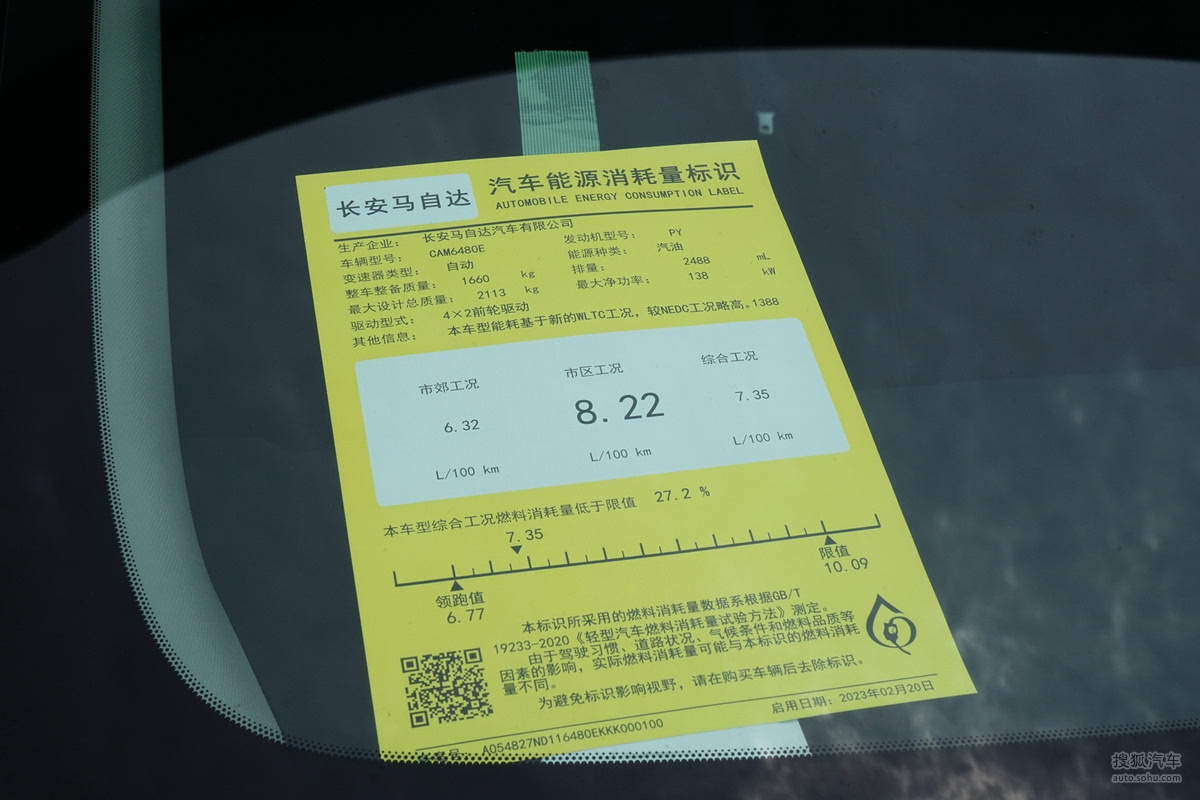 长安马自达
汽车能源消耗量标识
AUTOMOBILE ENERGY CONSUMPTION LABEL
生产企业: 长安马自达汽车有限公司
车辆型号: CAM6480E 发动机型号: PY
变速器类型: 自动 能源种类: 汽油
整车整备质量: 1660 kg 排量: 2488 mL
最大设计总质量: 2113 kg 最大净功率: 138 kW
驱动型式: 4×2前轮驱动
其他信息: 本车型能耗基于新的WLTC工况，较NEDC工况略高。1388
市郊工况 市区工况 综合工况
6.32 8.22 7.35
L/100 km L/100 km L/100 km
本车型综合工况燃料消耗量低于限值 27.2 %
7.35
领跑值 限值
6.77 10.09
本标识所采用的燃料消耗量数据系根据GB/T
19233-2020《轻型汽车燃料消耗量试验方法》测定。
由于驾驶习惯、道路状况、气候条件和燃料品质等
因素的影响，实际燃料消耗量可能与本标识的燃料消耗
量不同。
为避免标识影响视野，请在购买车辆后去除标识。
A054827ND116480EKKK000100 启用日期: 2023年02月20日
搜狐汽车
auto.sohu.com